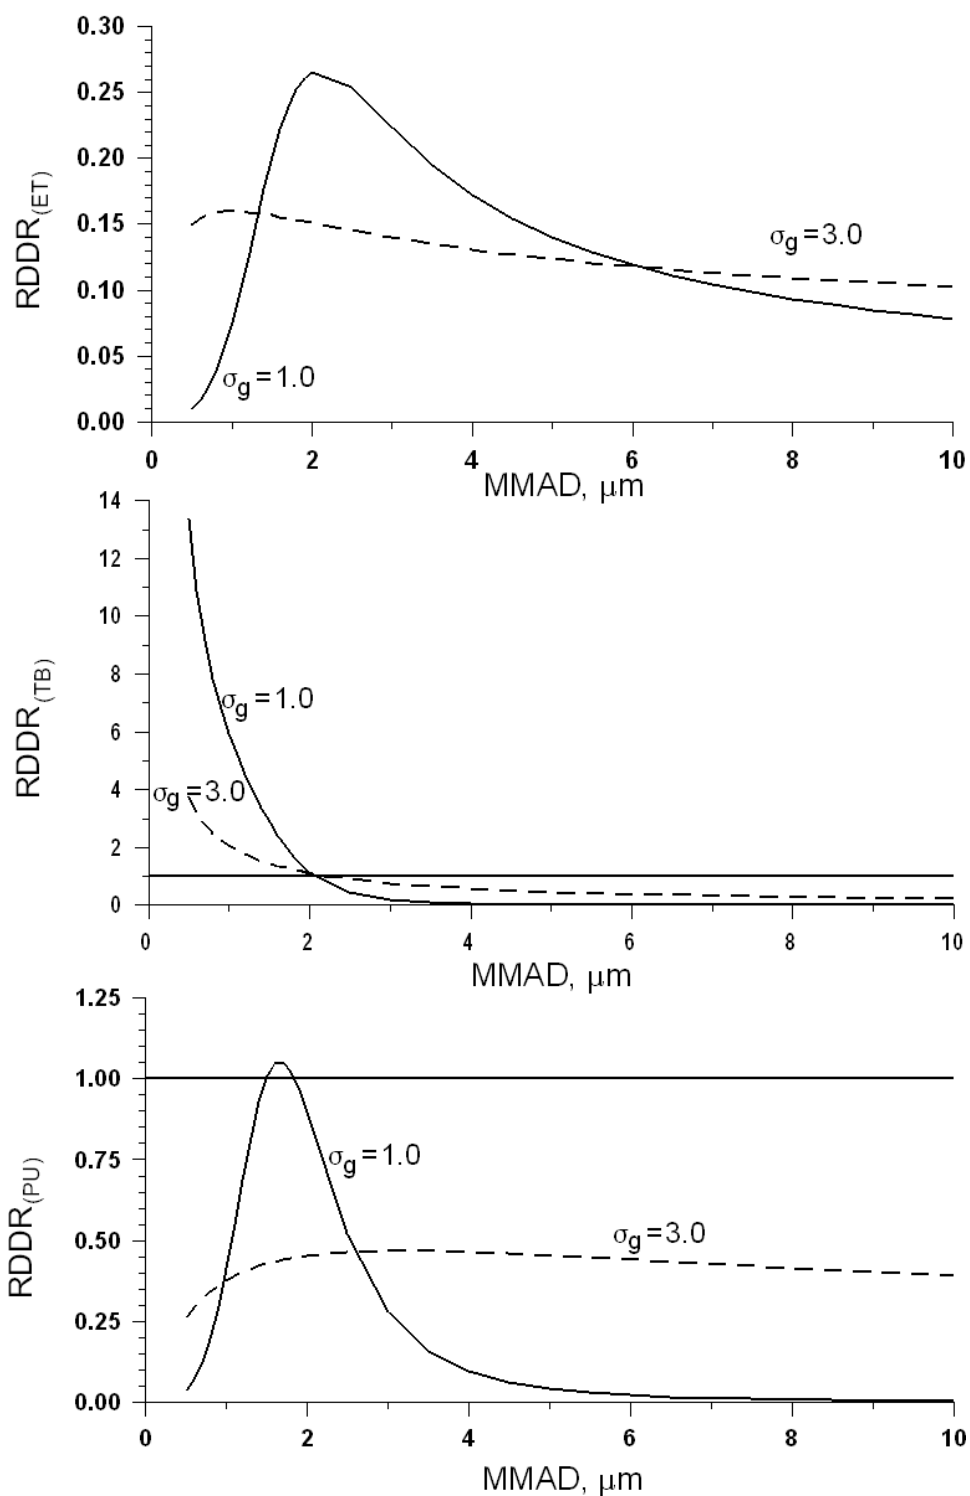 0.30
0.25
0.20
0.15
0.10
0.05
0.00
RDDR(ET)
σg=3.0
σg=1.0
0 2 4 6 8 10
MMAD, μm
14
12
10
8
6
4
2
0
RDDR(TB)
σg=1.0
σg=3.0
0 2 4 6 8 10
MMAD, μm
1.25
1.00
0.75
0.50
0.25
0.00
RDDR(PU)
σg=1.0
σg=3.0
0 2 4 6 8 10
MMAD, μm